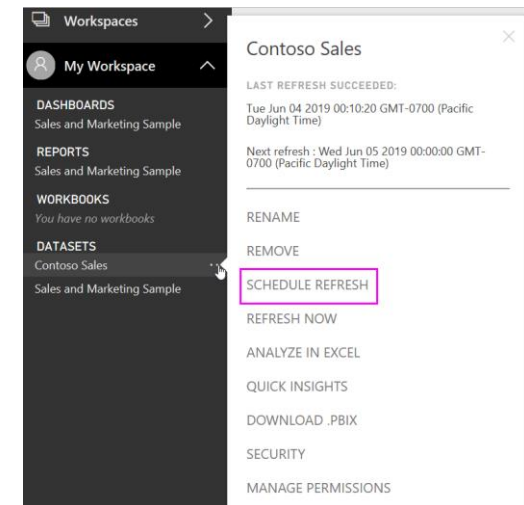 Workspaces
My Workspace
DASHBOARDS
Sales and Marketing Sample
REPORTS
Sales and Marketing Sample
WORKBOOKS
You have no workbooks
DATASETS
Contoso Sales
Sales and Marketing Sample
Contoso Sales
LAST REFRESH SUCCEEDED:
Tue Jun 04 2019 00:10:20 GMT-0700 (Pacific
Daylight Time)
Next refresh : Wed Jun 05 2019 00:00:00 GMT-
0700 (Pacific Daylight Time)
RENAME
REMOVE
SCHEDULE REFRESH
REFRESH NOW
ANALYZE IN EXCEL
QUICK INSIGHTS
DOWNLOAD .PBIX
SECURITY
MANAGE PERMISSIONS